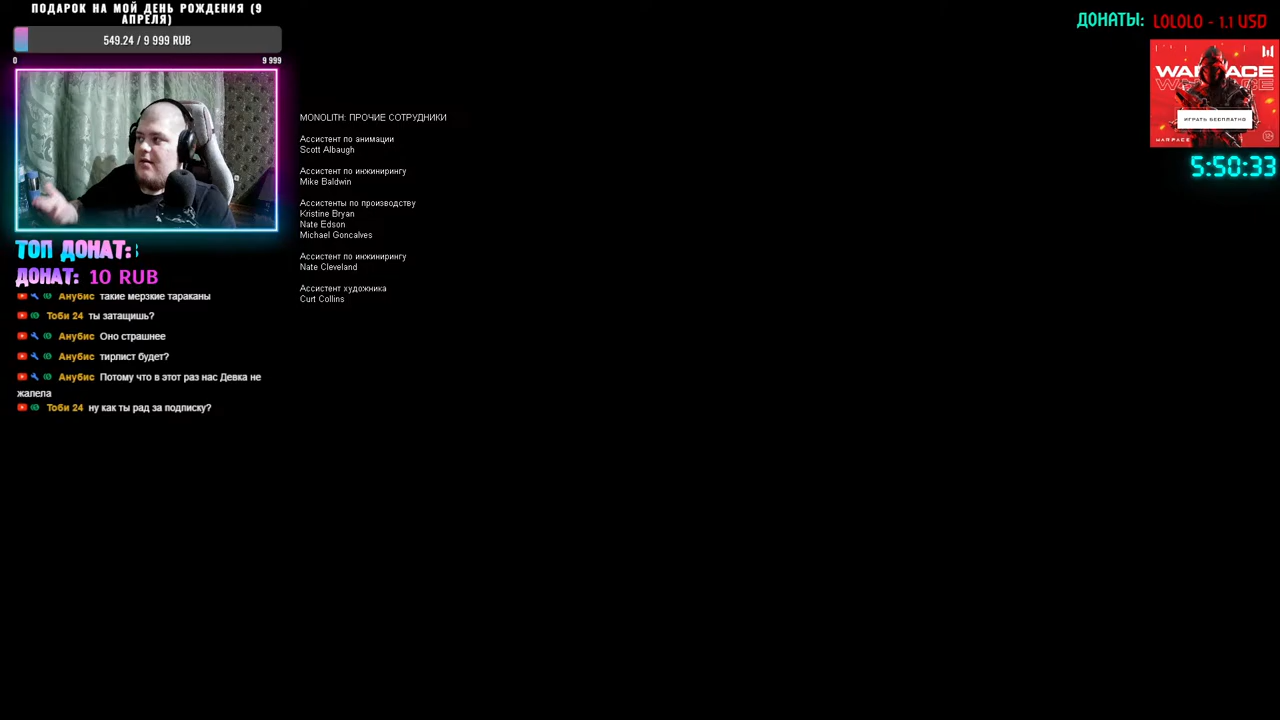 ПОДАРОК НА МОЙ ДЕНЬ РОЖДЕНИЯ (9
АПРЕЛЯ)
549.24 / 9 999 RUB
0
9 999
ТОП ДОНАТ:
ДОНАТ: 10 RUB
Анубис такие мерзкие тараканы
Тоби 24 ты затащишь?
Анубис Оно страшнее
Анубис тирлист будет?
Анубис Потому что в этот раз нас Девка не
жалела
Тоби 24 ну как ты рад за подписку?
MONOLITH: ПРОЧИЕ СОТРУДНИКИ
Ассистент по анимации
Scott Albaugh
Ассистент по инжинирингу
Mike Baldwin
Ассистенты по производству
Kristine Bryan
Nate Edson
Michael Goncalves
Ассистент по инжинирингу
Nate Cleveland
Ассистент художника
Curt Collins
ДОНАТЫ: LOLOLO - 1.1 USD
WARFACE
WARFACE
ИГРАТЬ БЕСПЛАТНО
WARFACE
5:50:33